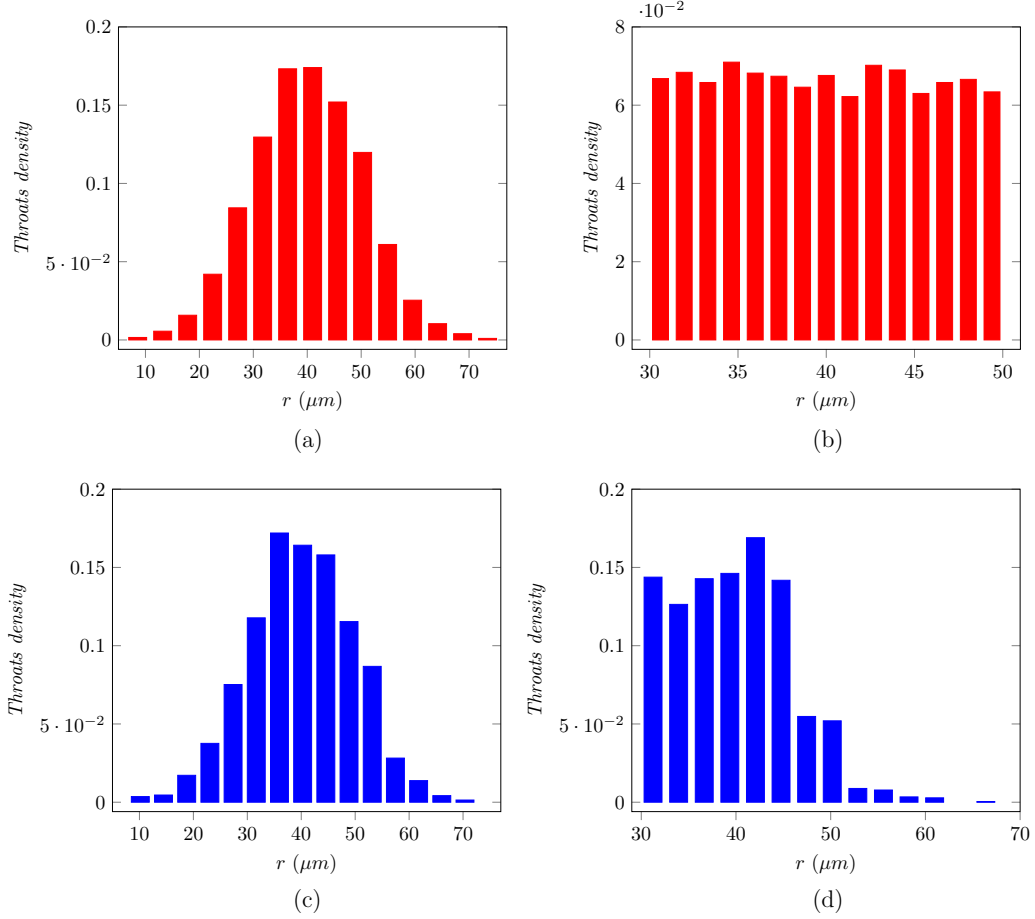 0.2
0.15
0.1
5 · 10⁻²
0
Throats density
10 20 30 40 50 60 70
r (μm)
(a)
·10⁻²
8
6
4
2
0
Throats density
30 35 40 45 50
r (μm)
(b)
0.2
0.15
0.1
5 · 10⁻²
0
Throats density
10 20 30 40 50 60 70
r (μm)
(c)
0.2
0.15
0.1
5 · 10⁻²
0
Throats density
30 40 50 60 70
r (μm)
(d)